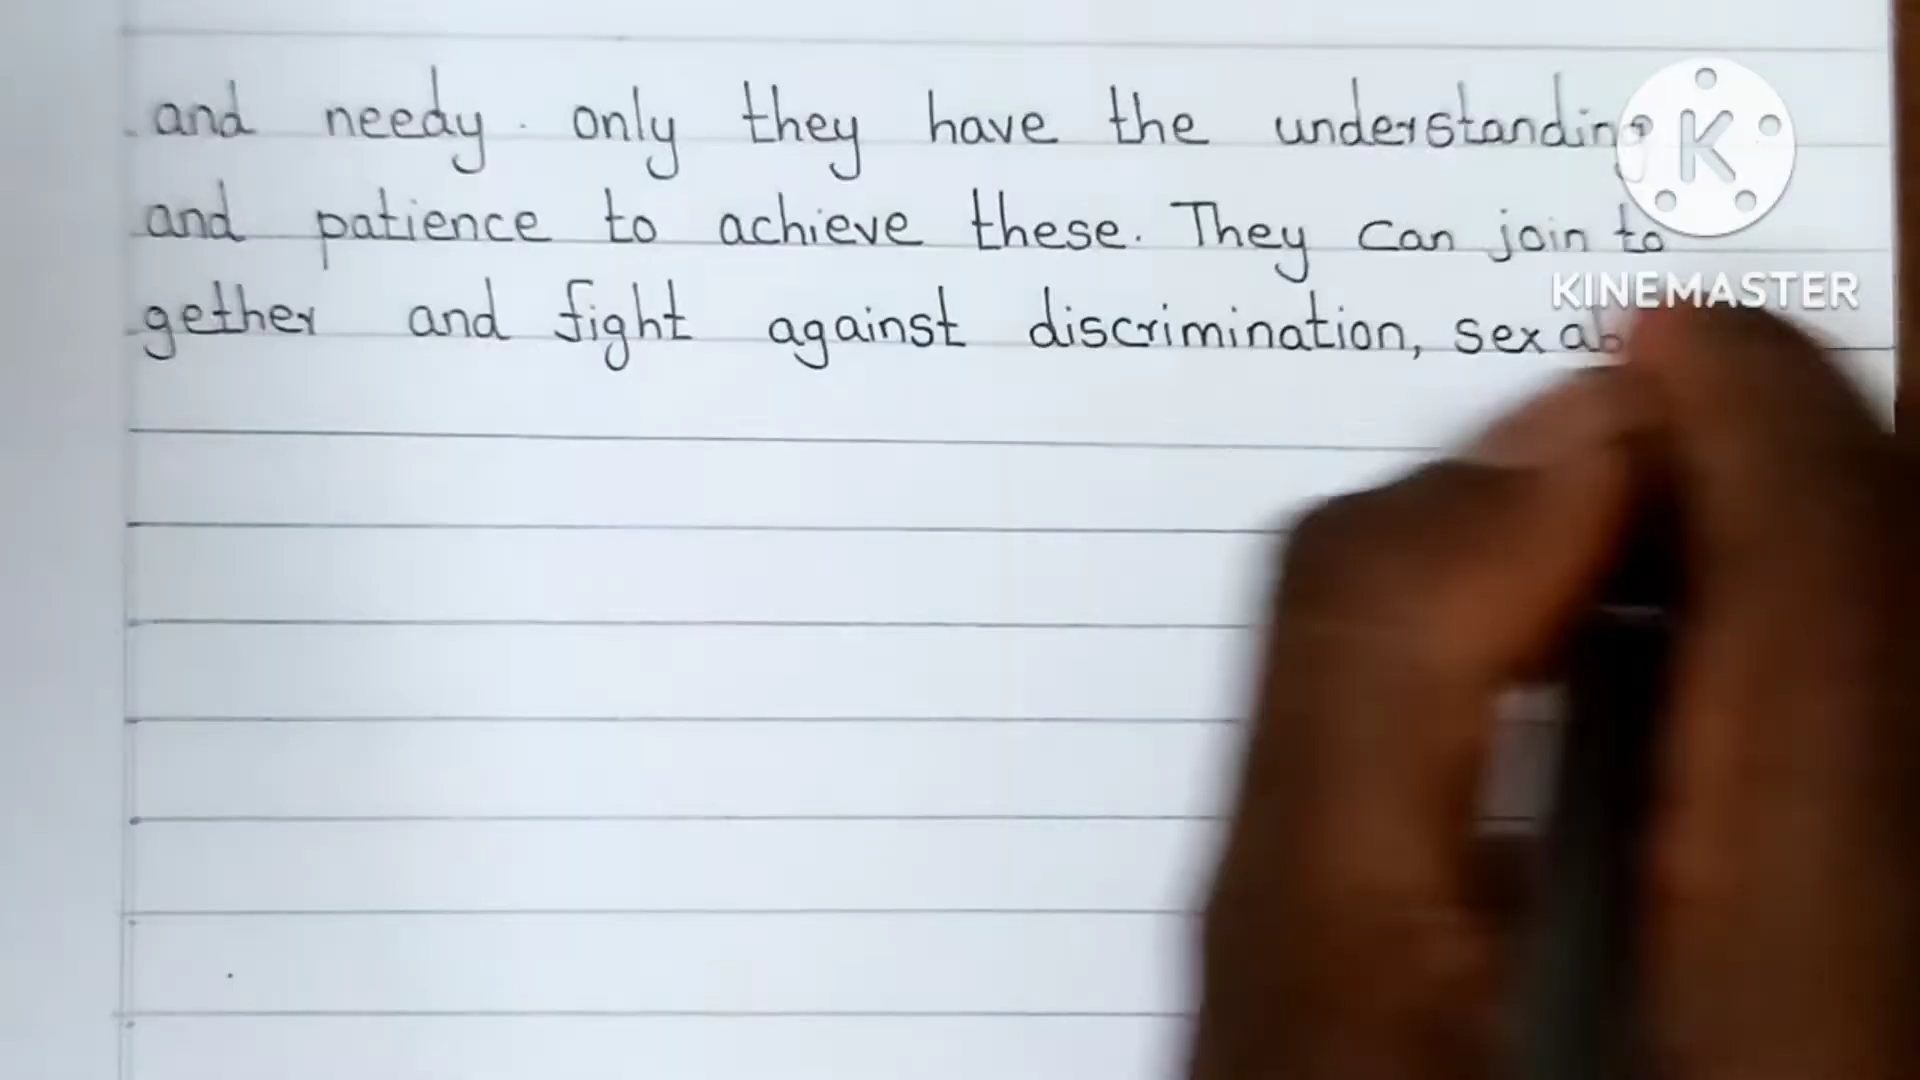 and needy. only they have the understanding
and patience to achieve these. They can join to
gether and fight against discrimination, sex
K
KINEMASTER